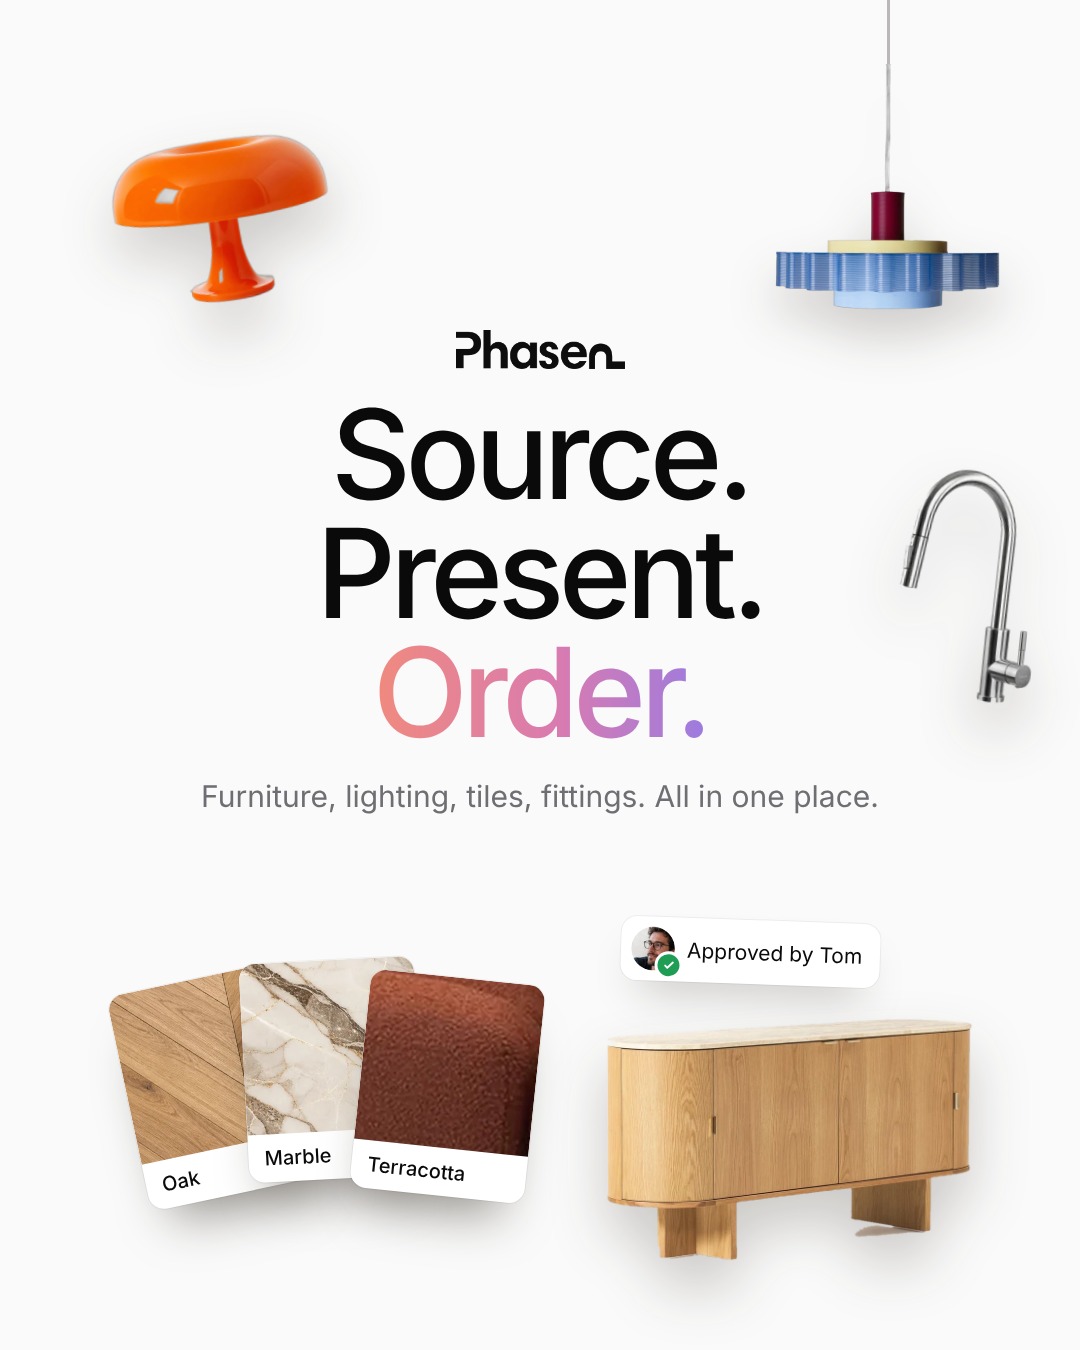 Phasen
Source.
Present.
Order.
Furniture, lighting, tiles, fittings. All in one place.
Approved by Tom
Oak
Marble
Terracotta